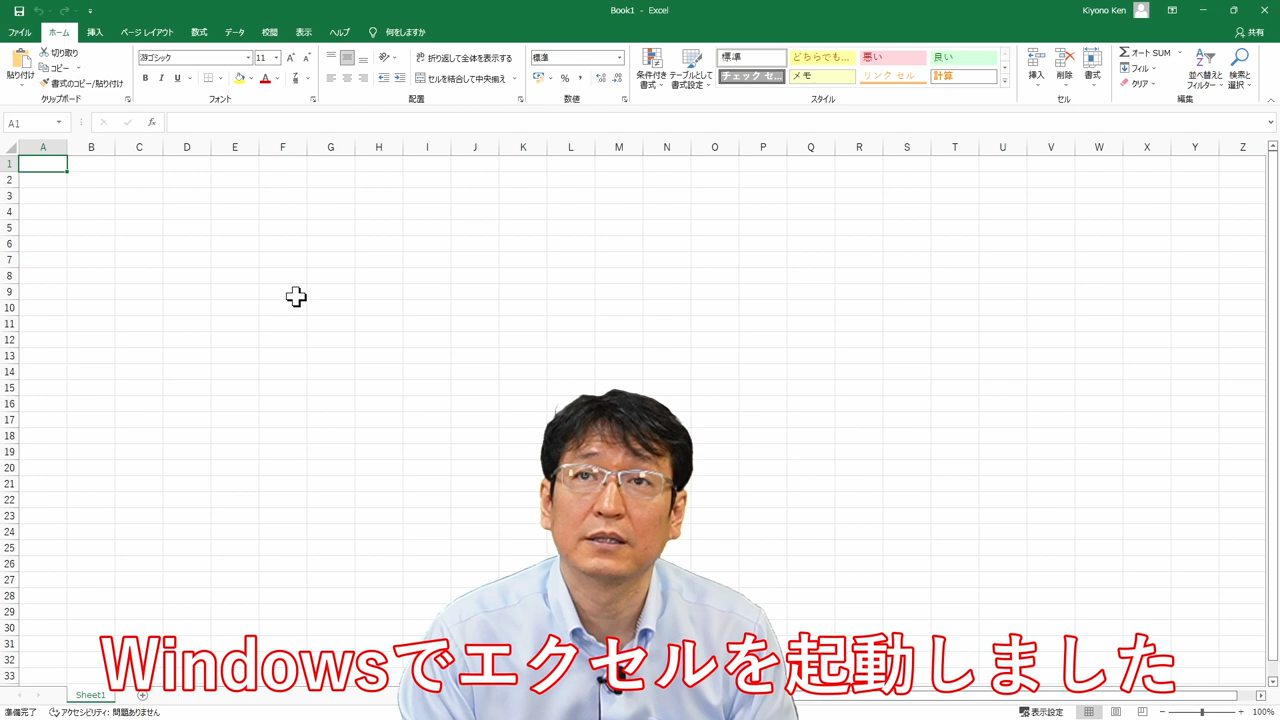 Book1 - Excel
Kiyono Ken
ファイル ホーム 挿入 ページ レイアウト 数式 データ 校閲 表示 ヘルプ 何をしますか 共有
貼り付け 切り取り コピー 書式のコピー/貼り付け
游ゴシック 11
B I U
折り返して全体を表示する
セルを結合して中央揃え
標準
% ,
条件付き書式 テーブルとして書式設定
標準 どちらでも... 悪い 良い
チェック セ... メモ リンク セル 計算
挿入 削除 書式
オート SUM
フィル
クリア
並べ替えとフィルター 検索と選択
クリップボード フォント 配置 数値 スタイル セル 編集
A1 fx
A B C D E F G H I J K L M N O P Q R S T U V W X Y Z
1
2
3
4
5
6
7
8
9
10
11
12
13
14
15
16
17
18
19
20
21
22
23
24
25
26
27
28
29
30
31
32
33
Windowsでエクセルを起動しました
Sheet1
準備完了 アクセシビリティ: 問題ありません 表示設定 100%